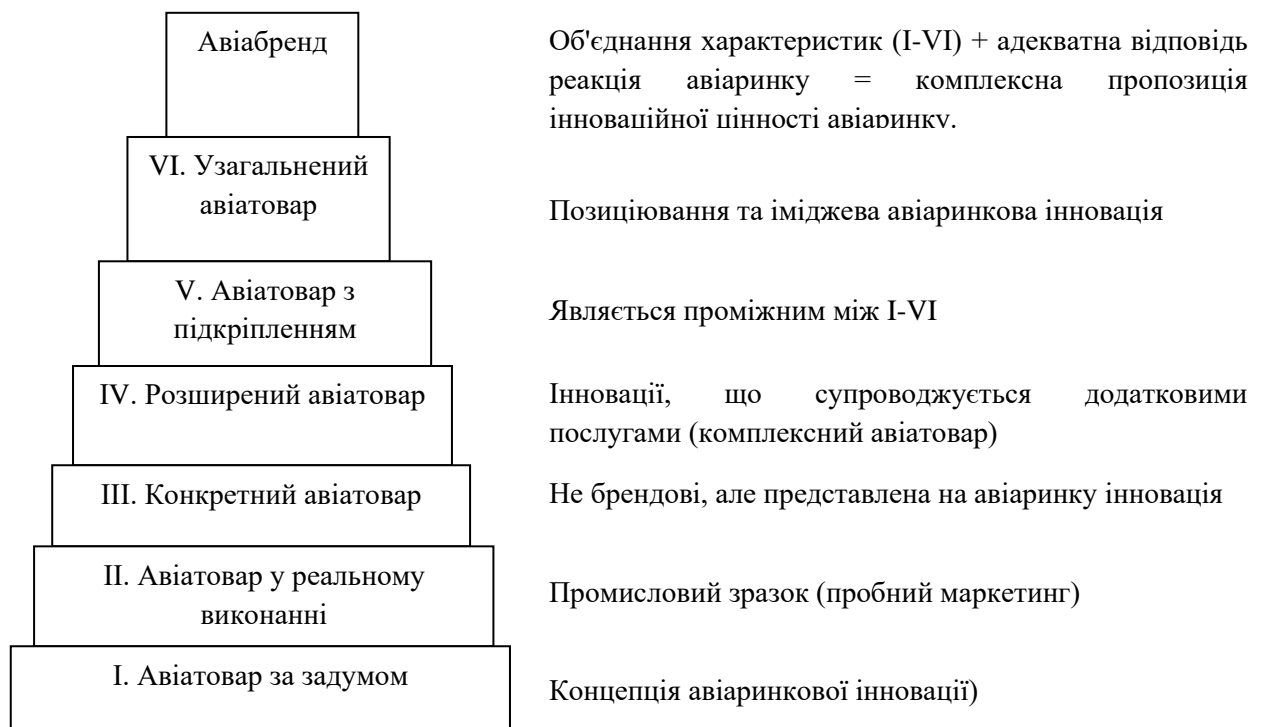 Авіабренд
Об'єднання характеристик (I-VI) + адекватна відповідь
реакція авіаринку = комплексна пропозиція
інноваційної цінності авіаринку.
VI. Узагальнений
авіатовар
Позиціювання та іміджева авіаринкова інновація
V. Авіатовар з
підкріпленням
Являється проміжним між I-VI
IV. Розширений авіатовар
Інновації, що супроводжується додатковими
послугами (комплексний авіатовар)
III. Конкретний авіатовар
Не брендові, але представлена на авіаринку інновація
II. Авіатовар у реальному
виконанні
Промисловий зразок (пробний маркетинг)
I. Авіатовар за задумом
Концепція авіаринкової інновації)